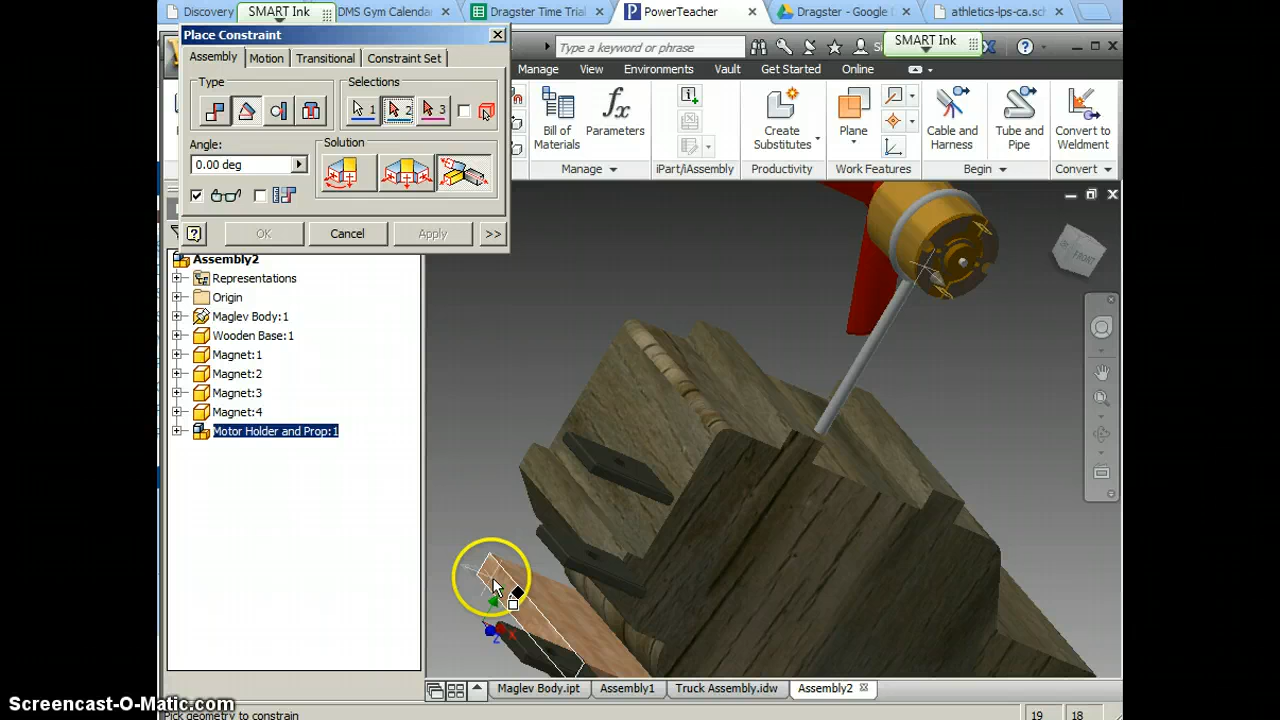 Discovery
SMART Ink
DMS Gym Calenda
Dragster Time Trial
PowerTeacher
Dragster - Google
athletics-lps-ca.sch
Place Constraint
Type a keyword or phrase
SMART Ink
Assembly
Motion
Transitional
Constraint Set
Manage
View
Environments
Vault
Get Started
Online
Type
Selections
1
2
3
Angle:
Solution
0.00 deg
Bill of
Materials
Parameters
Create
Substitutes
Plane
Cable and
Harness
Tube and
Pipe
Convert to
Weldment
Manage
iPart/iAssembly
Productivity
Work Features
Begin
Convert
OK
Cancel
Apply
>>
Assembly2
Representations
Origin
Maglev Body:1
Wooden Base:1
Magnet:1
Magnet:2
Magnet:3
Magnet:4
Motor Holder and Prop:1
FRONT
Z
X
Maglev Body.ipt
Assembly1
Truck Assembly.idw
Assembly2
Screencast-O-Matic.com
Pick geometry to constrain
19
18